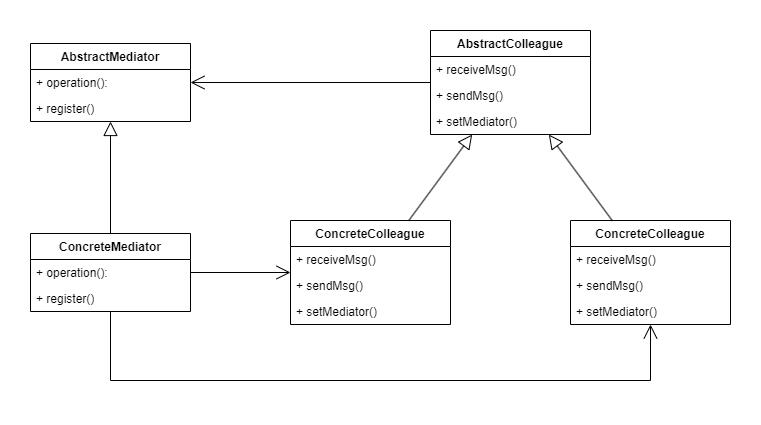 AbstractMediator
+ operation():
+ register()
AbstractColleague
+ receiveMsg()
+ sendMsg()
+ setMediator()
ConcreteMediator
+ operation():
+ register()
ConcreteColleague
+ receiveMsg()
+ sendMsg()
+ setMediator()
ConcreteColleague
+ receiveMsg()
+ sendMsg()
+ setMediator()